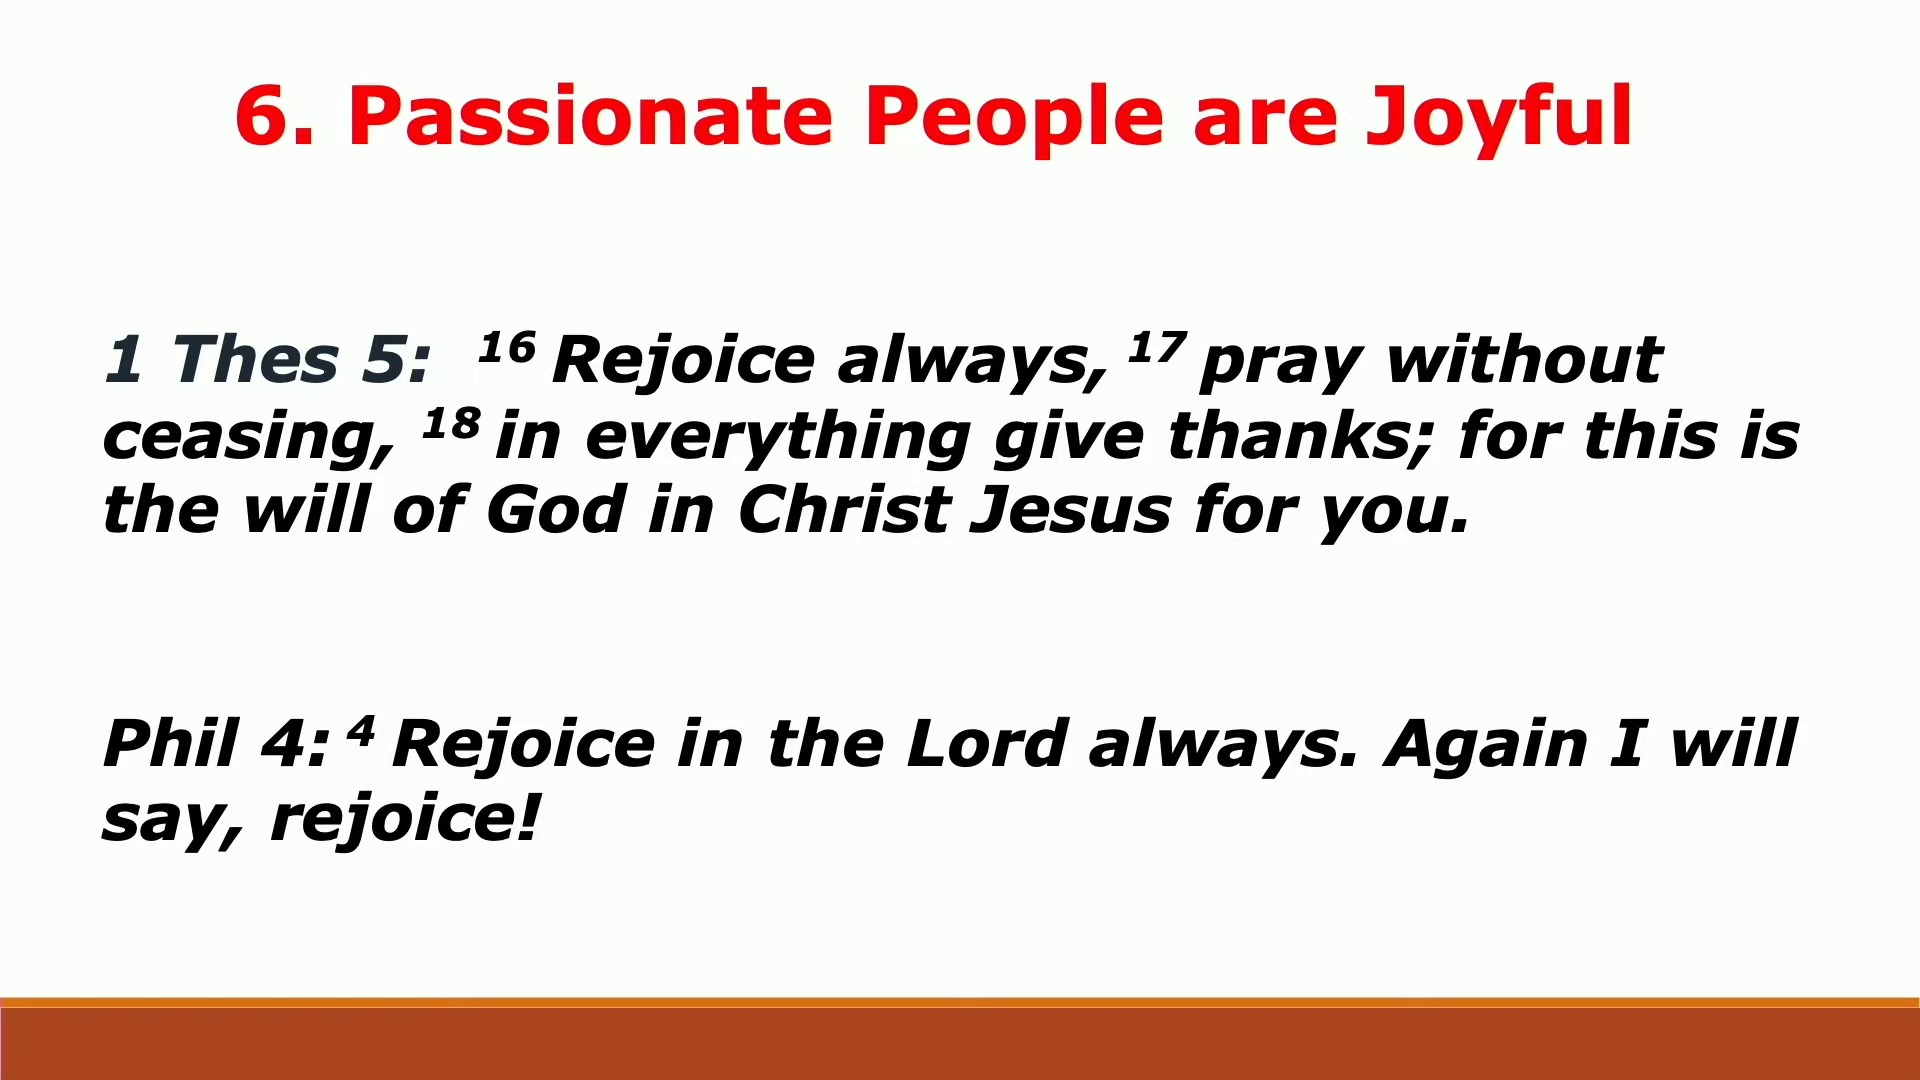 6. Passionate People are Joyful
1 Thes 5: 16 Rejoice always, 17 pray without
ceasing, 18 in everything give thanks; for this is
the will of God in Christ Jesus for you.
Phil 4: 4 Rejoice in the Lord always. Again I will
say, rejoice!